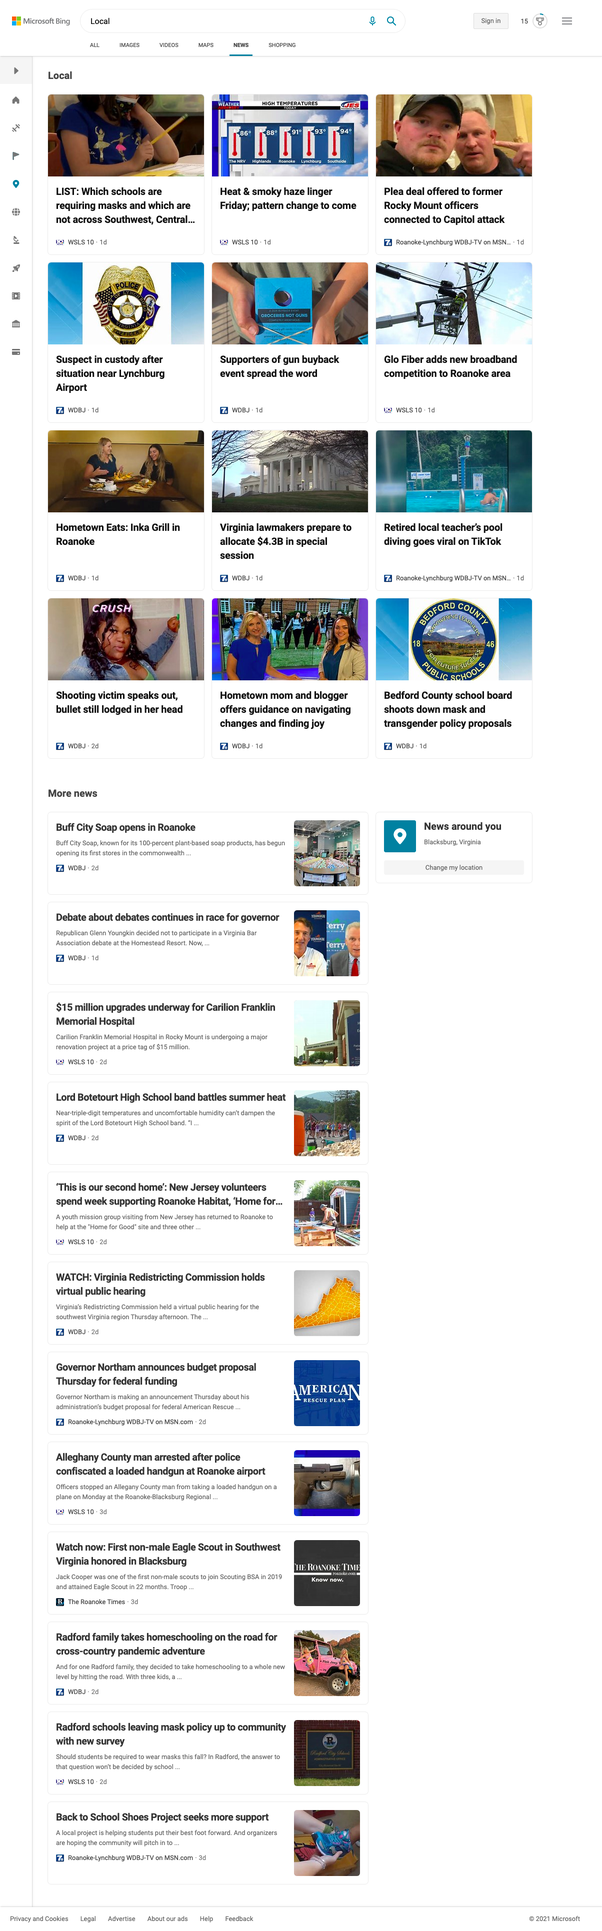 Microsoft Bing
Local
Sign in
15
ALL
IMAGES
VIDEOS
MAPS
NEWS
SHOPPING
Local
WEATHER
HIGH TEMPERATURES
86°
88°
91°
93°
94°
The NRV
Highlands
Roanoke
Lynchburg
Southside
LIST: Which schools are
requiring masks and which are
not across Southwest, Central...
WSLS 10 · 1d
Heat & smoky haze linger
Friday; pattern change to come
WSLS 10 · 1d
Plea deal offered to former
Rocky Mount officers
connected to Capitol attack
Roanoke-Lynchburg WDBJ-TV on MSN... · 1d
POLICE
GROCERIES NOT GUNS
Suspect in custody after
situation near Lynchburg
Airport
WDBJ · 1d
Supporters of gun buyback
event spread the word
WDBJ · 1d
Glo Fiber adds new broadband
competition to Roanoke area
WSLS 10 · 1d
Hometown Eats: Inka Grill in
Roanoke
WDBJ · 1d
Virginia lawmakers prepare to
allocate $4.3B in special
session
WDBJ · 1d
Retired local teacher's pool
diving goes viral on TikTok
Roanoke-Lynchburg WDBJ-TV on MSN... · 1d
CRUSH
BEDFORD COUNTY
18
46
PUBLIC SCHOOLS
Shooting victim speaks out,
bullet still lodged in her head
WDBJ · 2d
Hometown mom and blogger
offers guidance on navigating
changes and finding joy
WDBJ · 1d
Bedford County school board
shoots down mask and
transgender policy proposals
WDBJ · 1d
More news
Buff City Soap opens in Roanoke
Buff City Soap, known for its 100-percent plant-based soap products, has begun
opening its first stores in the commonwealth ...
WDBJ · 2d
News around you
Blacksburg, Virginia
Change my location
Debate about debates continues in race for governor
Republican Glenn Youngkin decided not to participate in a Virginia Bar
Association debate at the Homestead Resort. Now, ...
WDBJ · 1d
Terry
$15 million upgrades underway for Carilion Franklin
Memorial Hospital
Carilion Franklin Memorial Hospital in Rocky Mount is undergoing a major
renovation project at a price tag of $15 million.
WSLS 10 · 2d
Lord Botetourt High School band battles summer heat
Near-triple-digit temperatures and uncomfortable humidity can't dampen the
spirit of the Lord Botetourt High School band. "I ...
WDBJ · 2d
'This is our second home': New Jersey volunteers
spend week supporting Roanoke Habitat, 'Home for...
A youth mission group visiting from New Jersey has returned to Roanoke to
help at the "Home for Good" site and three other ...
WSLS 10 · 2d
WATCH: Virginia Redistricting Commission holds
virtual public hearing
Virginia's Redistricting Commission held a virtual public hearing for the
southwest Virginia region Thursday afternoon. The ...
WDBJ · 2d
Governor Northam announces budget proposal
Thursday for federal funding
Governor Northam is making an announcement Thursday about his
administration's budget proposal for federal American Rescue ...
Roanoke-Lynchburg WDBJ-TV on MSN.com · 2d
AMERICAN
RESCUE PLAN
Alleghany County man arrested after police
confiscated a loaded handgun at Roanoke airport
Officers stopped an Allegany County man from taking a loaded handgun on a
plane on Monday at the Roanoke-Blacksburg Regional ...
WSLS 10 · 3d
Watch now: First non-male Eagle Scout in Southwest
Virginia honored in Blacksburg
Jack Cooper was one of the first non-male scouts to join Scouting BSA in 2019
and attained Eagle Scout in 22 months. Troop ...
The Roanoke Times · 3d
THE ROANOKE TIMES
Know now.
Radford family takes homeschooling on the road for
cross-country pandemic adventure
And for one Radford family, they decided to take homeschooling to a whole new
level by hitting the road. With three kids, a ...
WDBJ · 2d
Radford schools leaving mask policy up to community
with new survey
Should students be required to wear masks this fall? In Radford, the answer to
that question won't be decided by school ...
WSLS 10 · 2d
Back to School Shoes Project seeks more support
A local project is helping students put their best foot forward. And organizers
are hoping the community will pitch in to ...
Roanoke-Lynchburg WDBJ-TV on MSN.com · 3d
Privacy and Cookies
Legal
Advertise
About our ads
Help
Feedback
© 2021 Microsoft